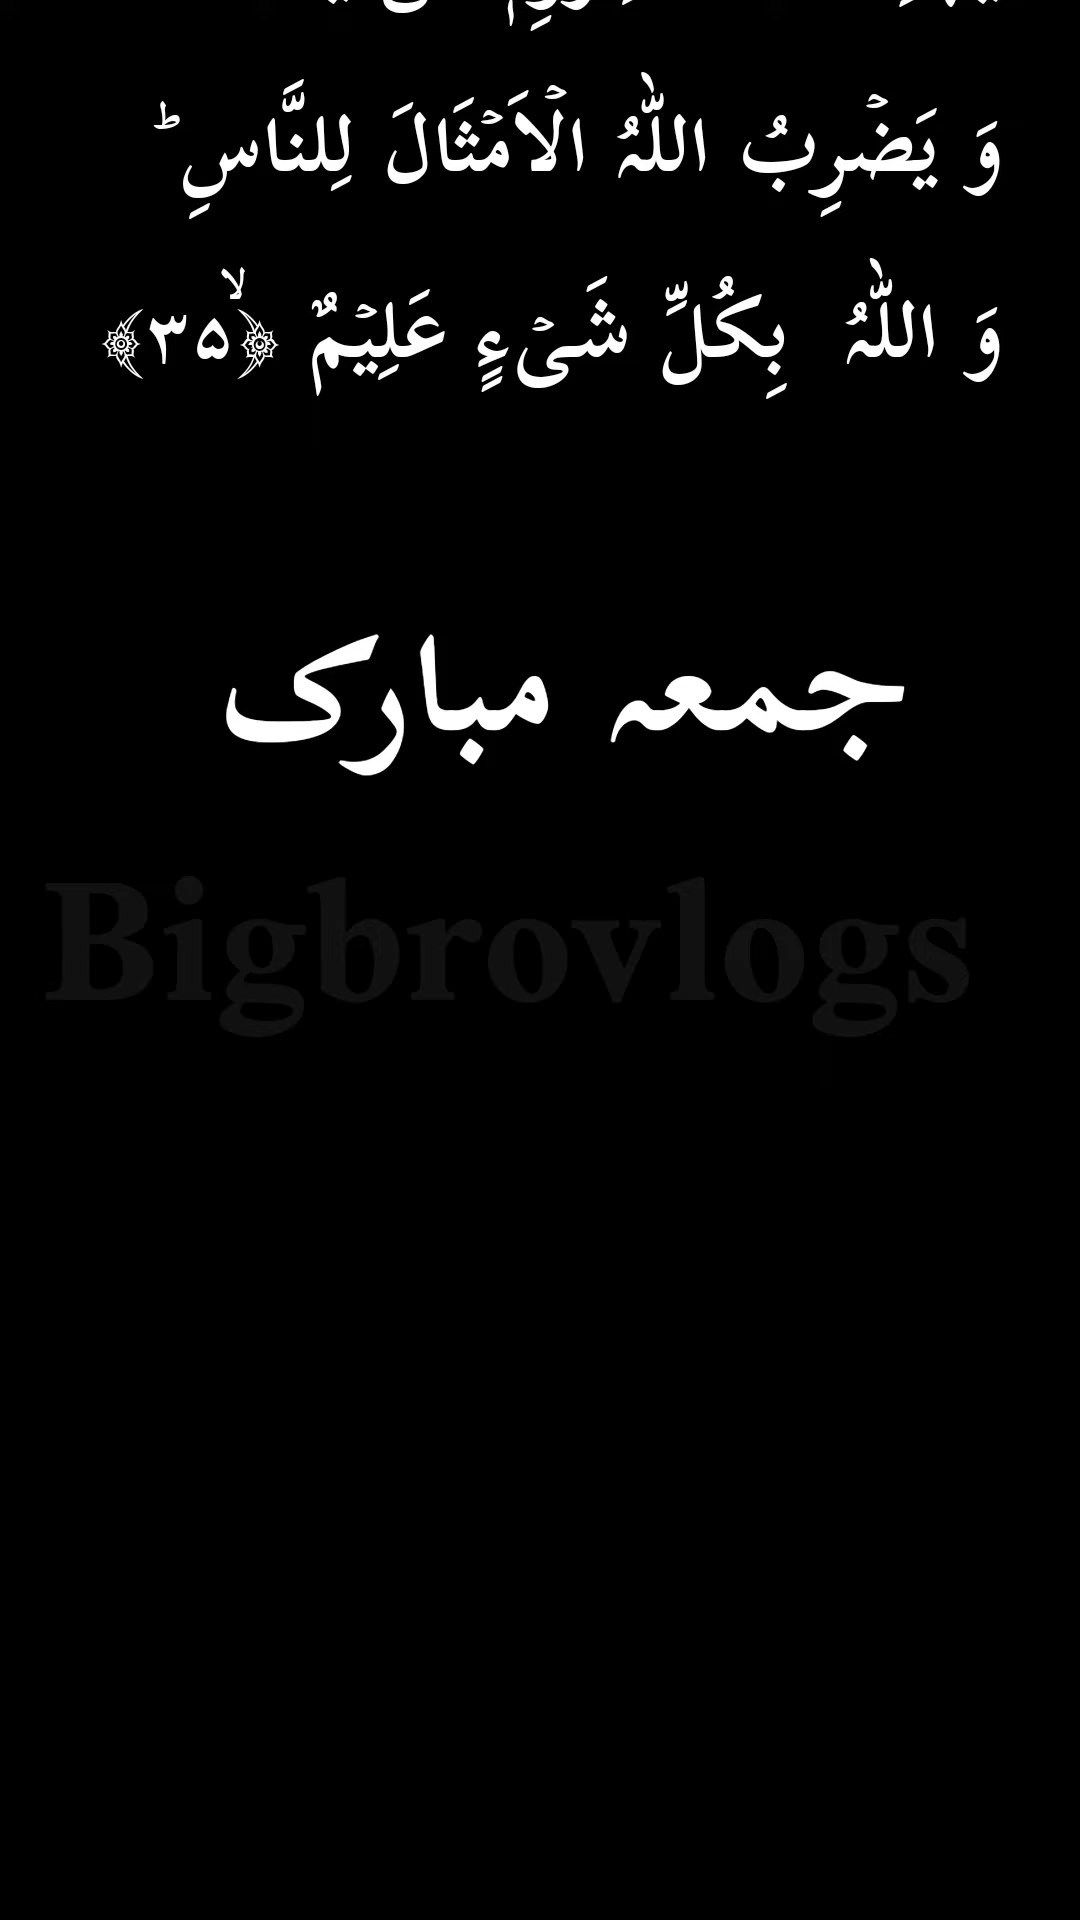 وَ یَضۡرِبُ اللّٰہُ الۡاَمۡثَالَ لِلنَّاسِ ؕ
وَ اللّٰہُ بِکُلِّ شَیۡءٍ عَلِیۡمٌ ﴿ۙ۳۵﴾
جمعہ مبارک
Bigbrovlogs